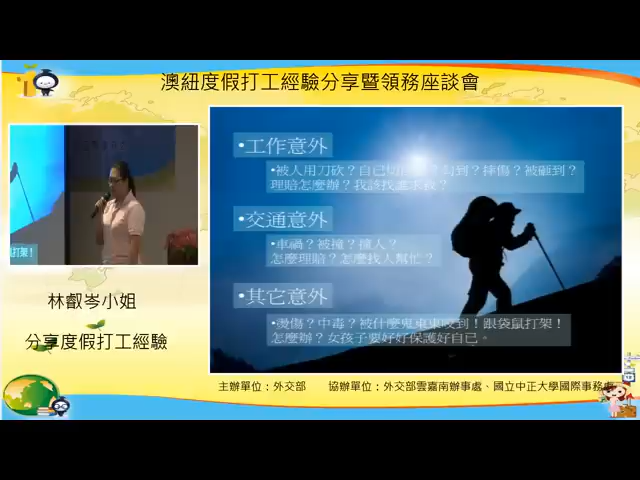 澳紐度假打工經驗分享暨領務座談會
•工作意外
•被人用刀砍？自己切
到？摔傷？被砸到？
理賠怎麼辦？我該找誰求救？
•交通意外
•車禍？被撞？撞人？
怎麼理賠？怎麼找人幫忙？
•其它意外
•燙傷？中毒？被什麼鬼東東咬到！跟袋鼠打架！
怎麼辦？女孩子要好好保護好自己。
打架！
林叡岑小姐
分享度假打工經驗
主辦單位：外交部　協辦單位：外交部雲嘉南辦事處、國立中正大學國際事務處